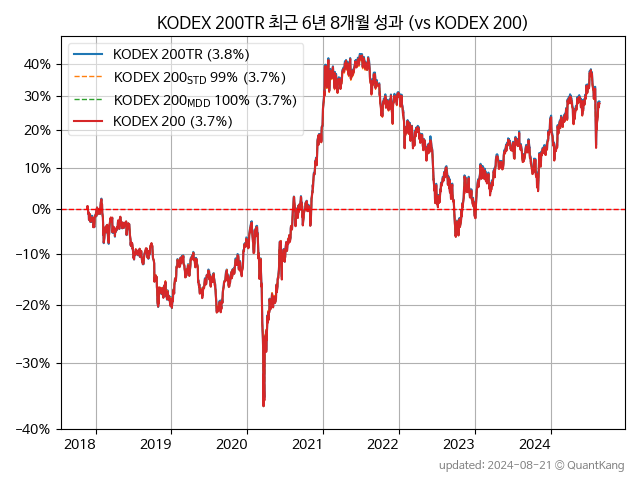 KODEX 200TR 최근 6년 8개월 성과 (vs KODEX 200)
KODEX 200TR (3.8%)
KODEX 200STD 99% (3.7%)
KODEX 200MDD 100% (3.7%)
KODEX 200 (3.7%)
40%
30%
20%
10%
0%
−10%
−20%
−30%
−40%
2018 2019 2020 2021 2022 2023 2024
updated: 2024-08-21 © QuantKang